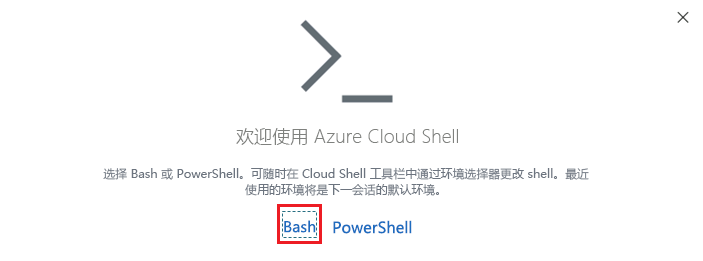 欢迎使用 Azure Cloud Shell
选择 Bash 或 PowerShell。可随时在 Cloud Shell 工具栏中通过环境选择器更改 shell。最近
使用的环境将是下一会话的默认环境。
Bash PowerShell